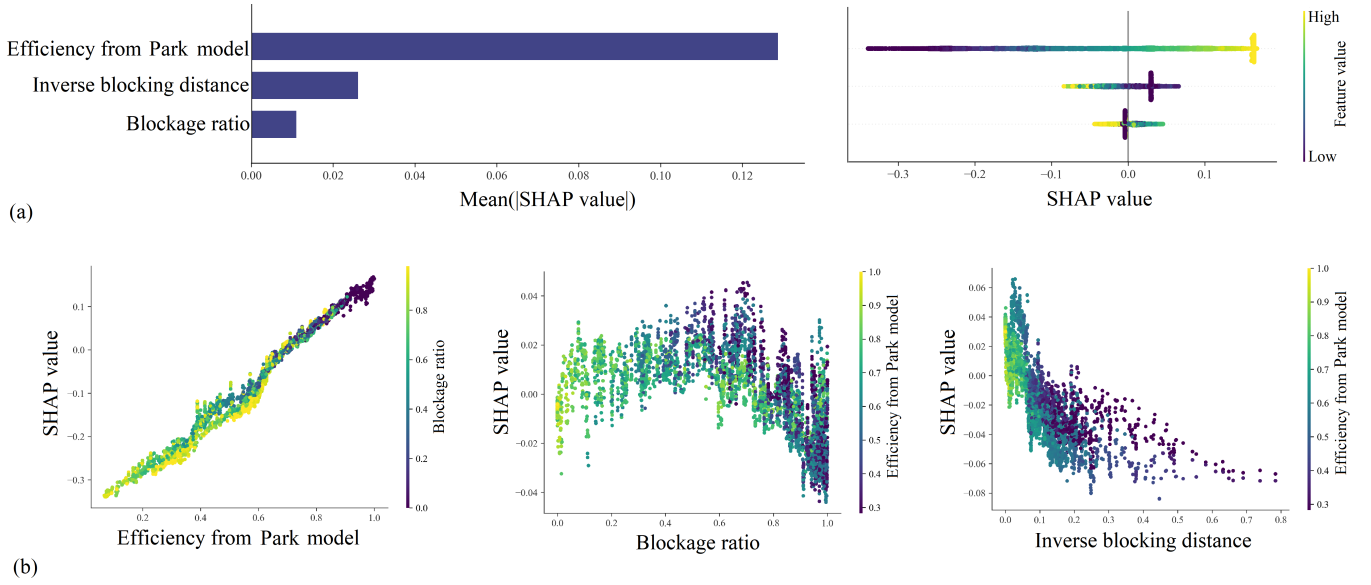 Efficiency from Park model
Inverse blocking distance
Blockage ratio
0.00 0.02 0.04 0.06 0.08 0.10 0.12
Mean(|SHAP value|)
−0.3 −0.2 −0.1 0.0 0.1
SHAP value
High
Low
Feature value
(a)
0.1
0.0
−0.1
−0.2
−0.3
SHAP value
0.2 0.4 0.6 0.8 1.0
Efficiency from Park model
0.8
0.6
0.4
0.2
0.0
Blockage ratio
0.04
0.02
0.00
−0.02
−0.04
SHAP value
0.0 0.2 0.4 0.6 0.8 1.0
Blockage ratio
1.0
0.9
0.8
0.7
0.6
0.5
0.4
0.3
Efficiency from Park model
0.06
0.04
0.02
0.00
−0.02
−0.04
−0.06
−0.08
SHAP value
0.0 0.1 0.2 0.3 0.4 0.5 0.6 0.7 0.8
Inverse blocking distance
1.0
0.9
0.8
0.7
0.6
0.5
0.4
0.3
Efficiency from Park model
(b)